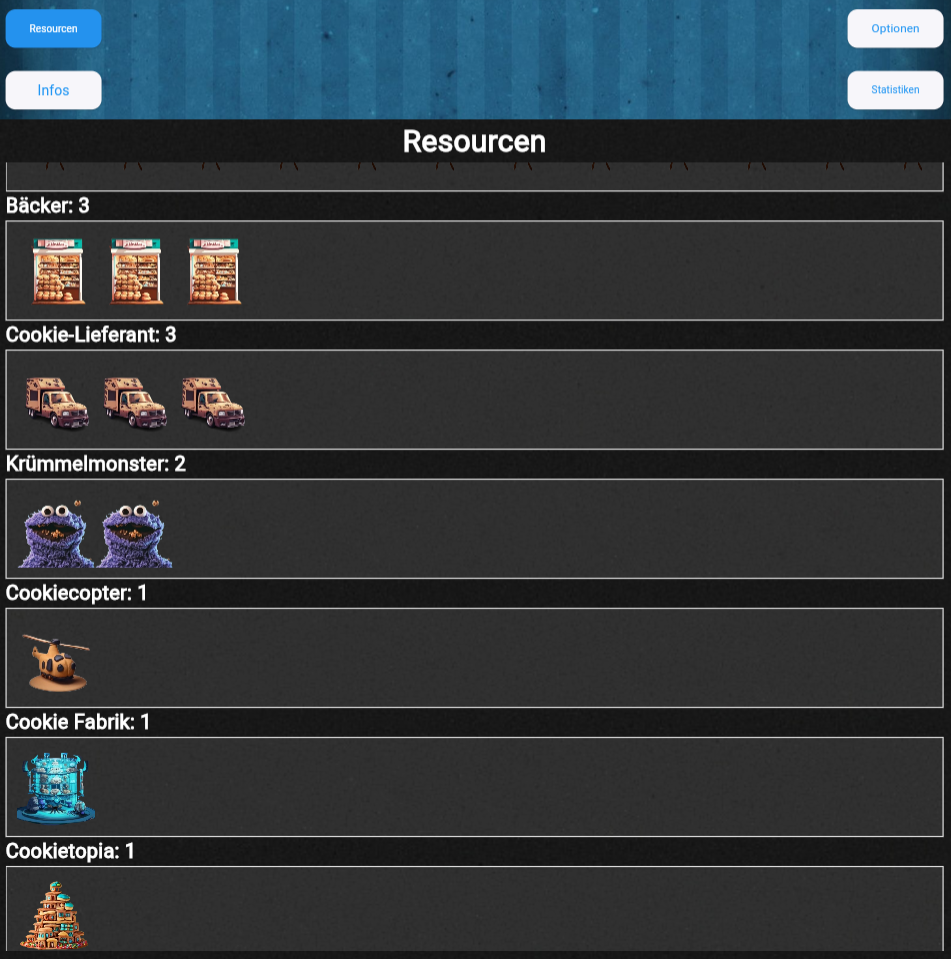 Resourcen
Optionen
Infos
Statistiken
Resourcen
Bäcker: 3
Cookie-Lieferant: 3
Krümmelmonster: 2
Cookiecopter: 1
Cookie Fabrik: 1
Cookietopia: 1